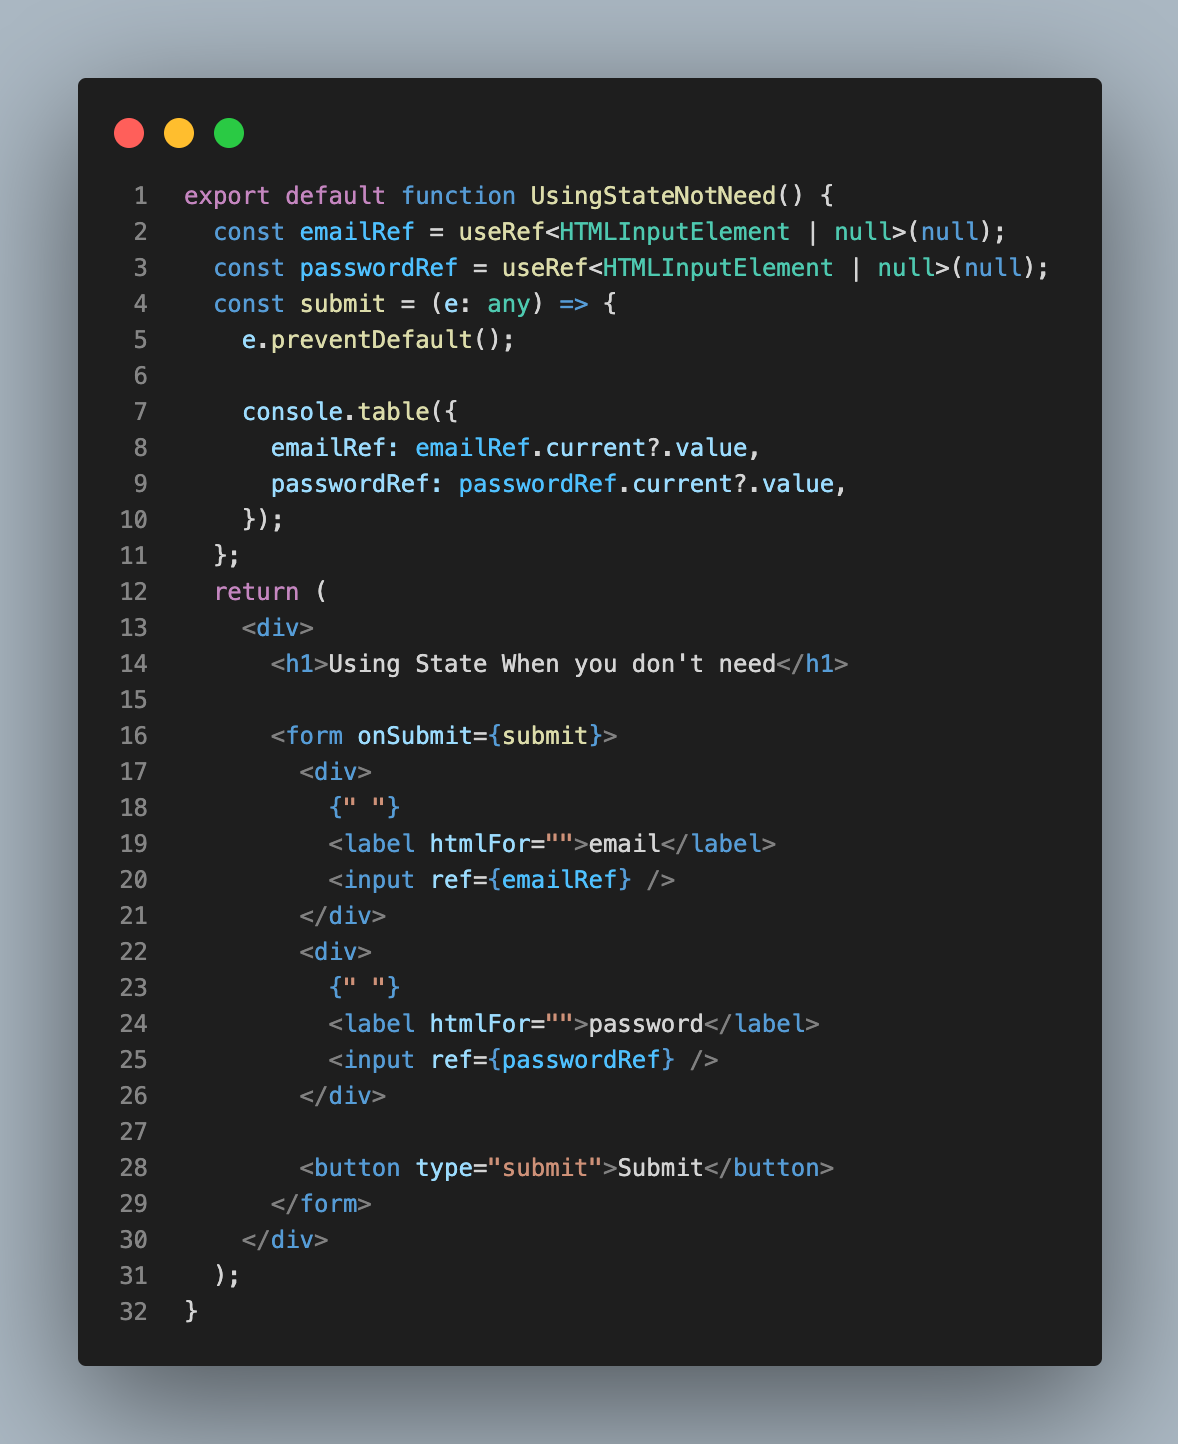 1 export default function UsingStateNotNeed() {
2   const emailRef = useRef<HTMLInputElement | null>(null);
3   const passwordRef = useRef<HTMLInputElement | null>(null);
4   const submit = (e: any) => {
5     e.preventDefault();
6
7     console.table({
8       emailRef: emailRef.current?.value,
9       passwordRef: passwordRef.current?.value,
10     });
11   };
12   return (
13     <div>
14       <h1>Using State When you don't need</h1>
15
16       <form onSubmit={submit}>
17         <div>
18           {" "}
19           <label htmlFor="">email</label>
20           <input ref={emailRef} />
21         </div>
22         <div>
23           {" "}
24           <label htmlFor="">password</label>
25           <input ref={passwordRef} />
26         </div>
27
28         <button type="submit">Submit</button>
29       </form>
30     </div>
31   );
32 }